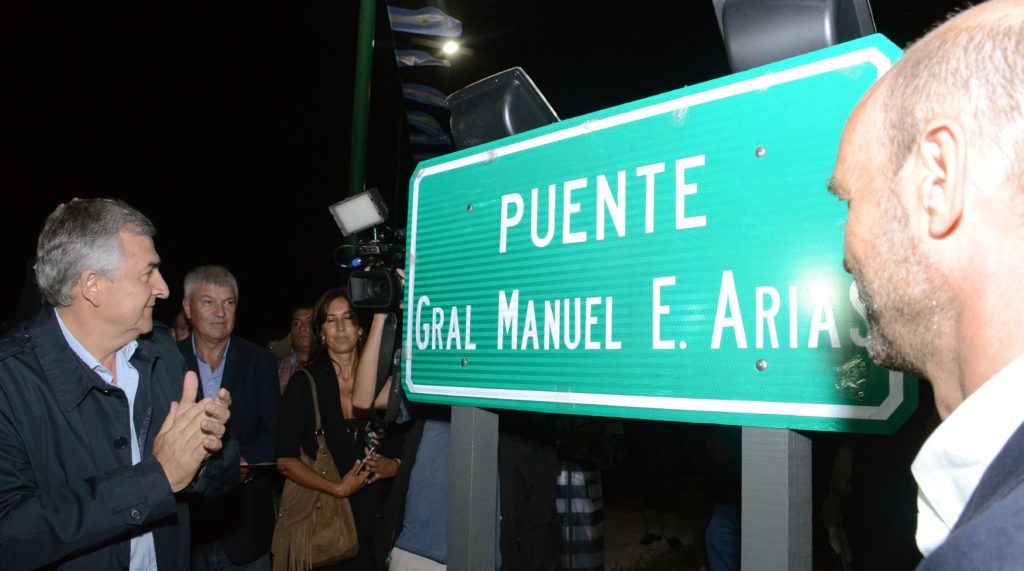 PUENTE
GRAL MANUEL E. ARIAS